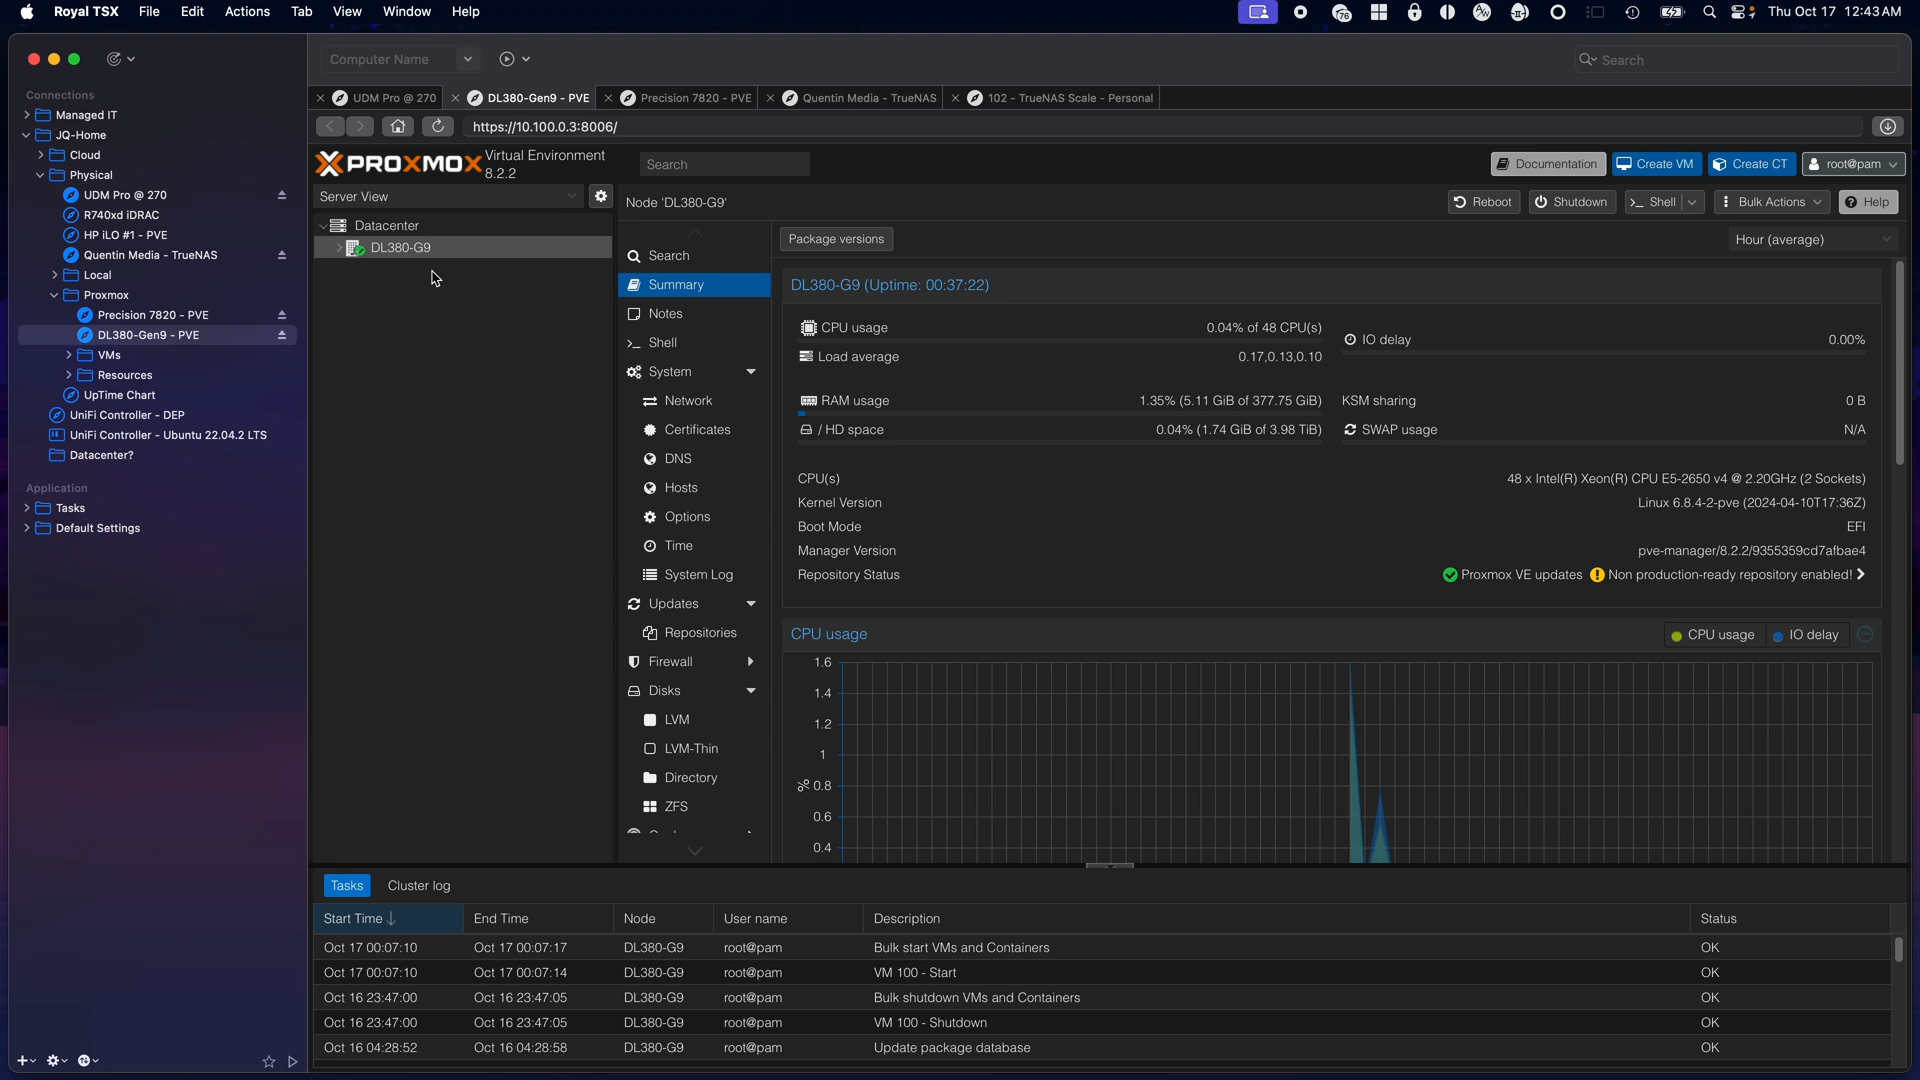 Royal TSX File Edit Actions Tab View Window Help
76
Thu Oct 17 12:43 AM
Computer Name
Search
Connections
Managed IT
JQ-Home
Cloud
Physical
UDM Pro @ 270
R740xd iDRAC
HP iLO #1 - PVE
Quentin Media - TrueNAS
Local
Proxmox
Precision 7820 - PVE
DL380-Gen9 - PVE
VMs
Resources
UpTime Chart
UniFi Controller - DEP
UniFi Controller - Ubuntu 22.04.2 LTS
Datacenter?
Application
Tasks
Default Settings
UDM Pro @ 270
DL380-Gen9 - PVE
Precision 7820 - PVE
Quentin Media - TrueNAS
102 - TrueNAS Scale - Personal
https://10.100.0.3:8006/
PROXMOX Virtual Environment
8.2.2
Search
Documentation
Create VM
Create CT
root@pam
Server View
Node 'DL380-G9'
Reboot
Shutdown
Shell
Bulk Actions
Help
Datacenter
DL380-G9
Search
Summary
Notes
Shell
System
Network
Certificates
DNS
Hosts
Options
Time
System Log
Updates
Repositories
Firewall
Disks
LVM
LVM-Thin
Directory
ZFS
Package versions
Hour (average)
DL380-G9 (Uptime: 00:37:22)
CPU usage 0.04% of 48 CPU(s)
IO delay 0.00%
Load average 0.17,0.13,0.10
RAM usage 1.35% (5.11 GiB of 377.75 GiB)
KSM sharing 0 B
/ HD space 0.04% (1.74 GiB of 3.98 TiB)
SWAP usage N/A
CPU(s) 48 x Intel(R) Xeon(R) CPU E5-2650 v4 @ 2.20GHz (2 Sockets)
Kernel Version Linux 6.8.4-2-pve (2024-04-10T17:36Z)
Boot Mode EFI
Manager Version pve-manager/8.2.2/9355359cd7afbae4
Repository Status Proxmox VE updates Non production-ready repository enabled!
CPU usage
CPU usage IO delay
1.6
1.4
1.2
1
% 0.8
0.6
0.4
Tasks Cluster log
Start Time End Time Node User name Description Status
Oct 17 00:07:10 Oct 17 00:07:17 DL380-G9 root@pam Bulk start VMs and Containers OK
Oct 17 00:07:10 Oct 17 00:07:14 DL380-G9 root@pam VM 100 - Start OK
Oct 16 23:47:00 Oct 16 23:47:05 DL380-G9 root@pam Bulk shutdown VMs and Containers OK
Oct 16 23:47:00 Oct 16 23:47:05 DL380-G9 root@pam VM 100 - Shutdown OK
Oct 16 04:28:52 Oct 16 04:28:58 DL380-G9 root@pam Update package database OK